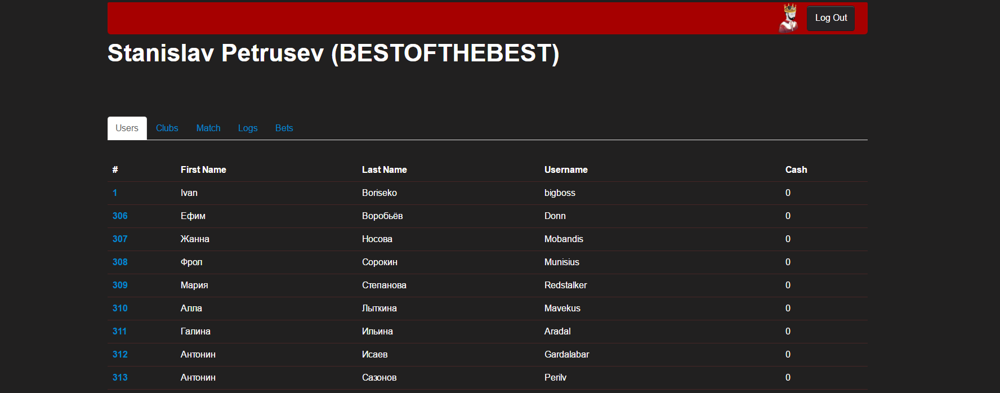 Log Out
Stanislav Petrusev (BESTOFTHEBEST)
Users Clubs Match Logs Bets
# First Name Last Name Username Cash
1 Ivan Boriseko bigboss 0
306 Ефим Воробьёв Donn 0
307 Жанна Носова Mobandis 0
308 Фрол Сорокин Munisius 0
309 Мария Степанова Redstalker 0
310 Алла Лыткина Mavekus 0
311 Галина Ильина Aradal 0
312 Антонин Исаев Gardalabar 0
313 Антонин Сазонов Perilv 0